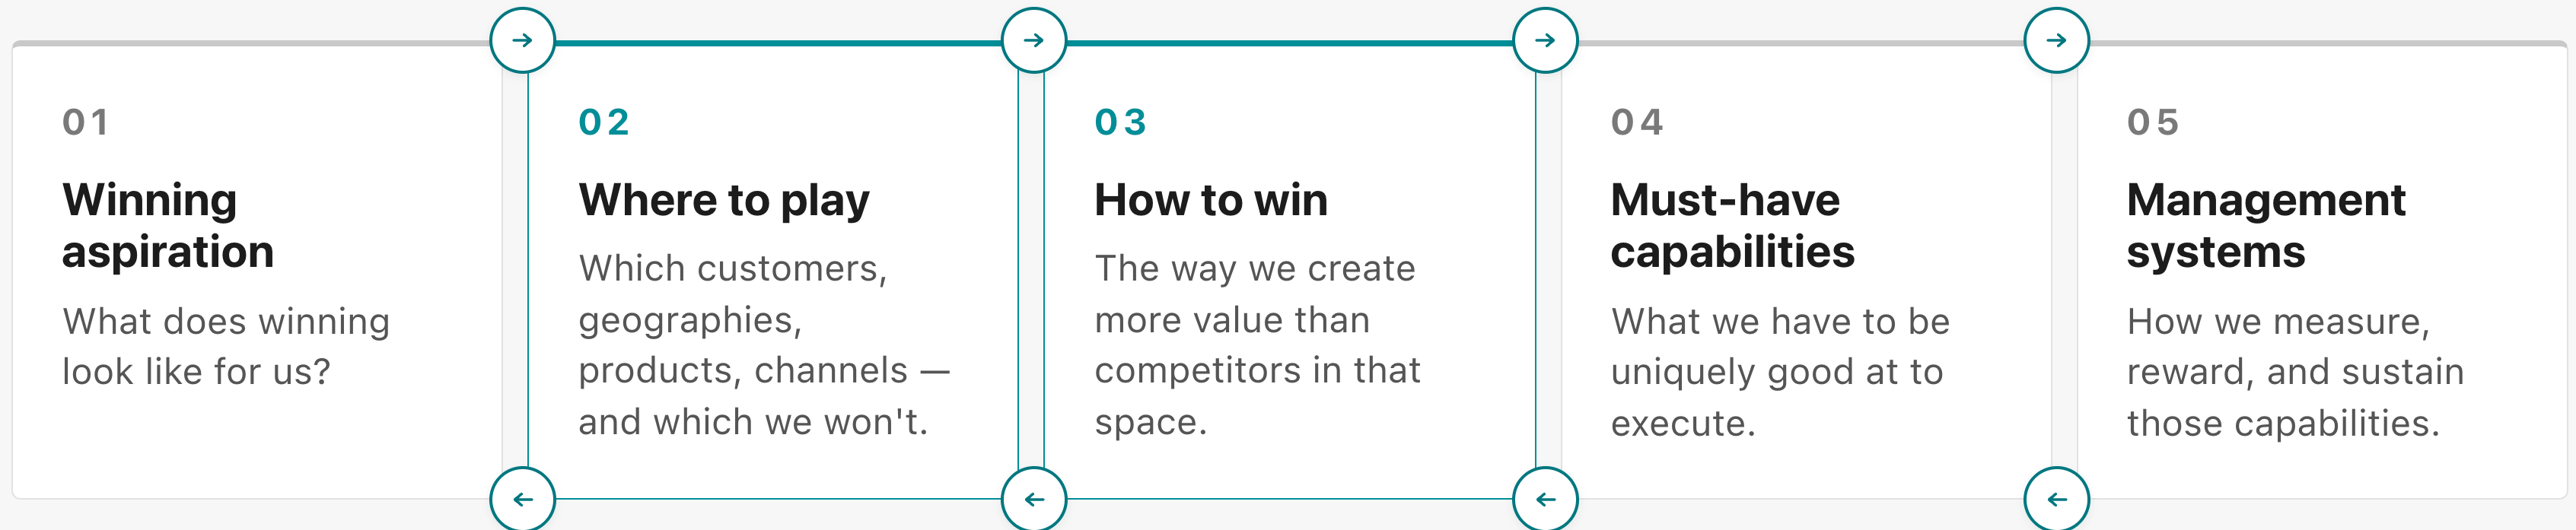 01
Winning
aspiration
What does winning
look like for us?
02
Where to play
Which customers,
geographies,
products, channels —
and which we won't.
03
How to win
The way we create
more value than
competitors in that
space.
04
Must-have
capabilities
What we have to be
uniquely good at to
execute.
05
Management
systems
How we measure,
reward, and sustain
those capabilities.